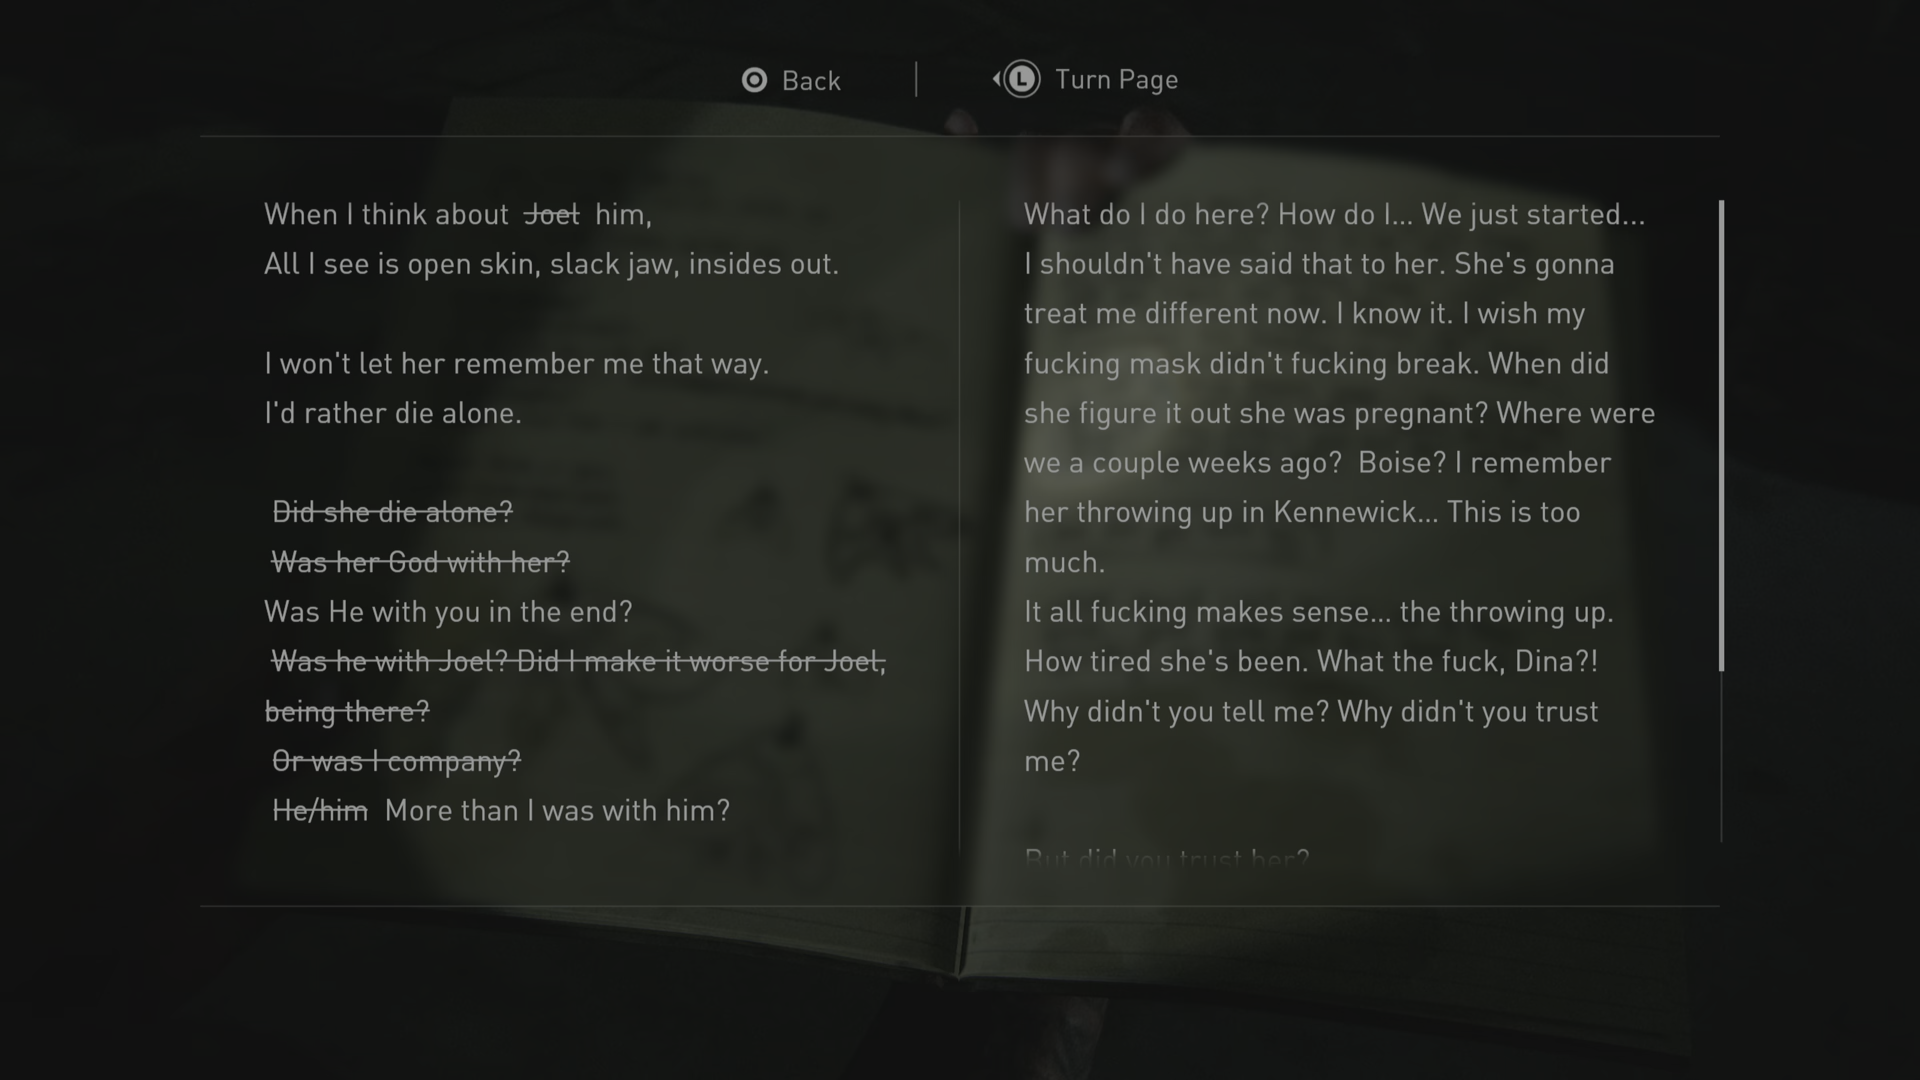 Back
L Turn Page
When I think about Joel him,
All I see is open skin, slack jaw, insides out.
I won't let her remember me that way.
I'd rather die alone.
Did she die alone?
Was her God with her?
Was He with you in the end?
Was he with Joel? Did I make it worse for Joel,
being there?
Or was I company?
He/him More than I was with him?
What do I do here? How do I... We just started...
I shouldn't have said that to her. She's gonna
treat me different now. I know it. I wish my
fucking mask didn't fucking break. When did
she figure it out she was pregnant? Where were
we a couple weeks ago? Boise? I remember
her throwing up in Kennewick... This is too
much.
It all fucking makes sense... the throwing up.
How tired she's been. What the fuck, Dina?!
Why didn't you tell me? Why didn't you trust
me?
But did you trust her?